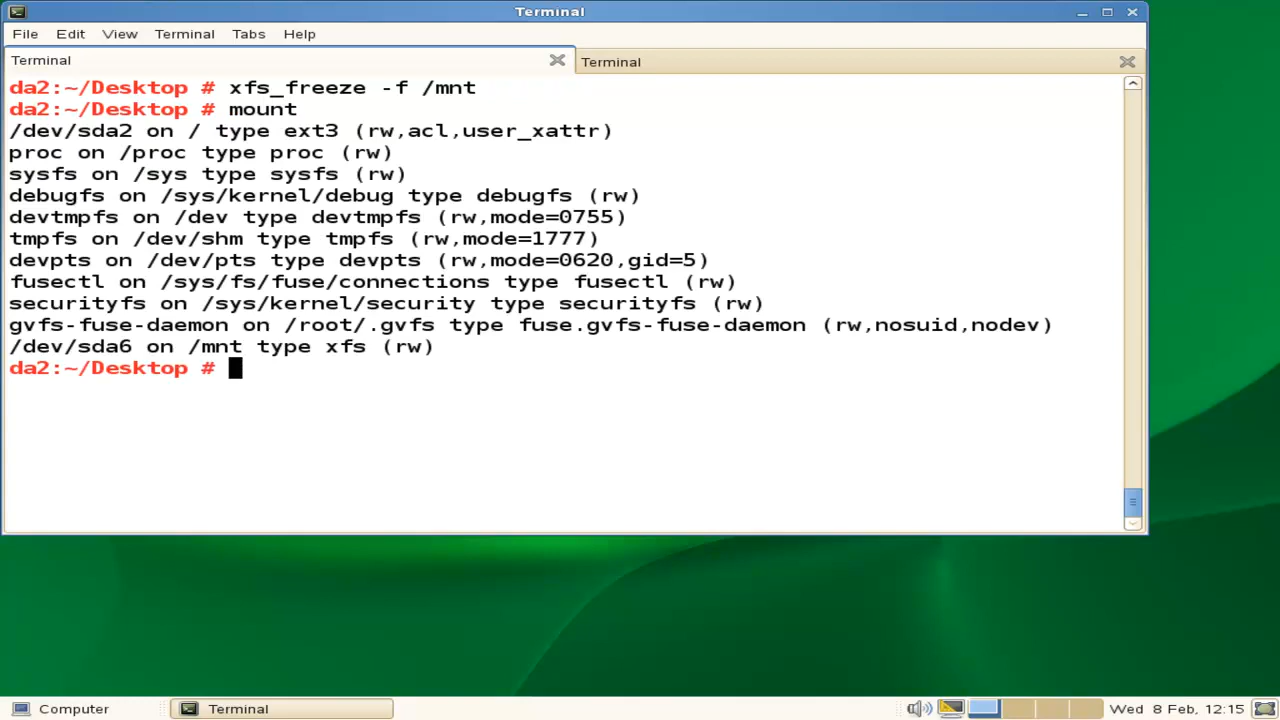 Terminal
File Edit View Terminal Tabs Help
Terminal Terminal
da2:~/Desktop # xfs_freeze -f /mnt
da2:~/Desktop # mount
/dev/sda2 on / type ext3 (rw,acl,user_xattr)
proc on /proc type proc (rw)
sysfs on /sys type sysfs (rw)
debugfs on /sys/kernel/debug type debugfs (rw)
devtmpfs on /dev type devtmpfs (rw,mode=0755)
tmpfs on /dev/shm type tmpfs (rw,mode=1777)
devpts on /dev/pts type devpts (rw,mode=0620,gid=5)
fusectl on /sys/fs/fuse/connections type fusectl (rw)
securityfs on /sys/kernel/security type securityfs (rw)
gvfs-fuse-daemon on /root/.gvfs type fuse.gvfs-fuse-daemon (rw,nosuid,nodev)
/dev/sda6 on /mnt type xfs (rw)
da2:~/Desktop #
Computer Terminal Wed 8 Feb, 12:15